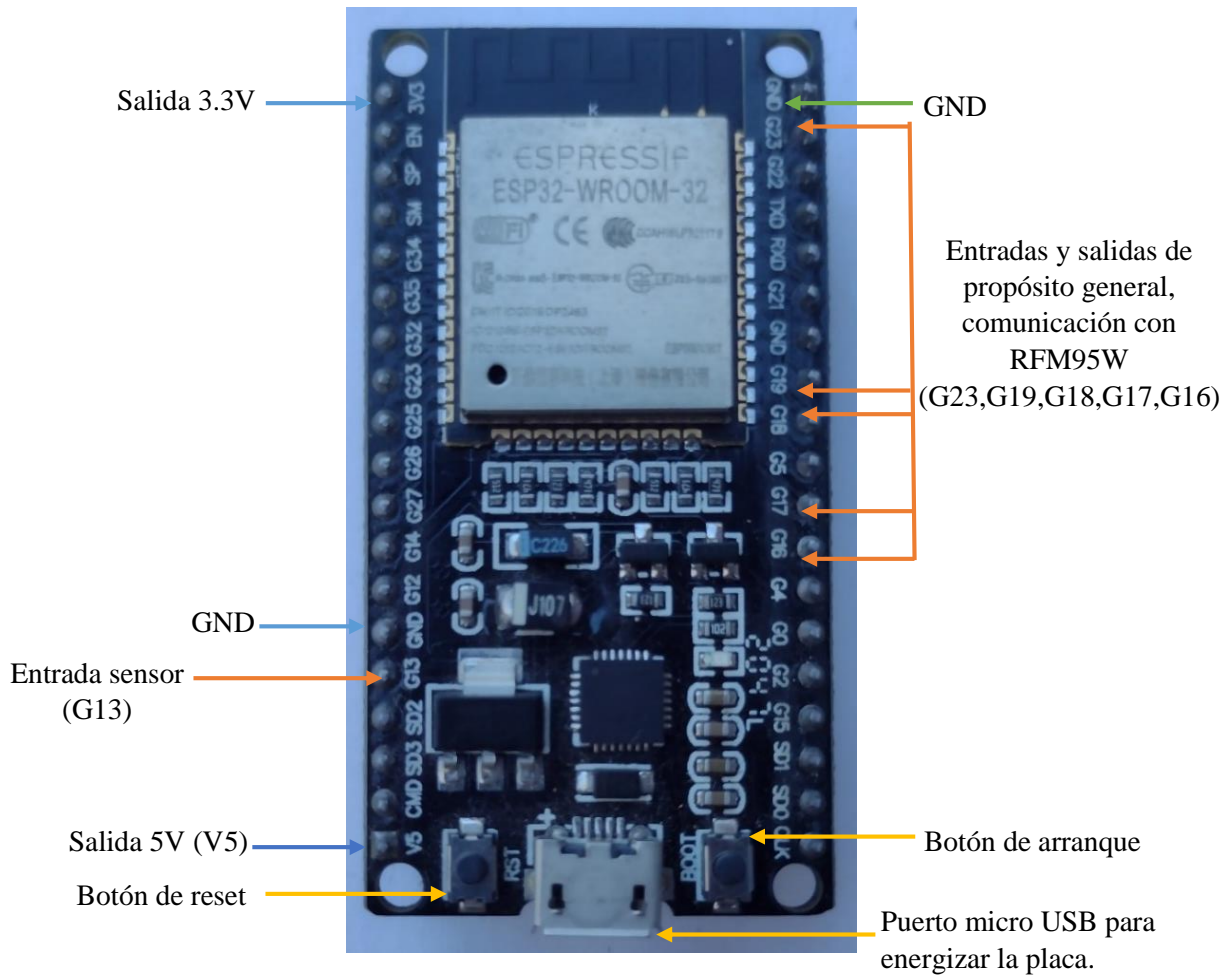 Salida 3.3V
GND
Entradas y salidas de
propósito general,
comunicación con
RFM95W
(G23,G19,G18,G17,G16)
GND
Entrada sensor
(G13)
Salida 5V (V5)
Botón de reset
Botón de arranque
Puerto micro USB para
energizar la placa.
ESPRESSIF
ESP32-WROOM-32
WiFi
CE
3V3
EN
SP
SM
G34
G35
G32
G23
G25
G26
G27
G14
G12
GND
G13
SD2
SD3
CMD
V5
GND
G23
G22
TXD
RXD
G21
GND
G19
G18
G5
G17
G16
G4
G0
G2
G15
SD1
SD0
CLK
C226
J107
RST
BOOT